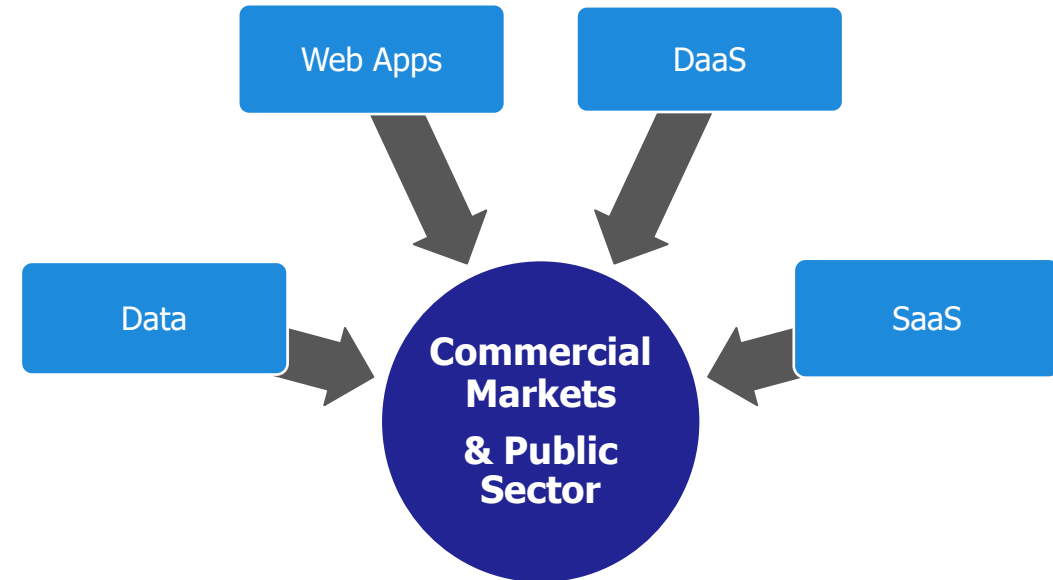 Web Apps
DaaS
Data
SaaS
Commercial
Markets
& Public
Sector